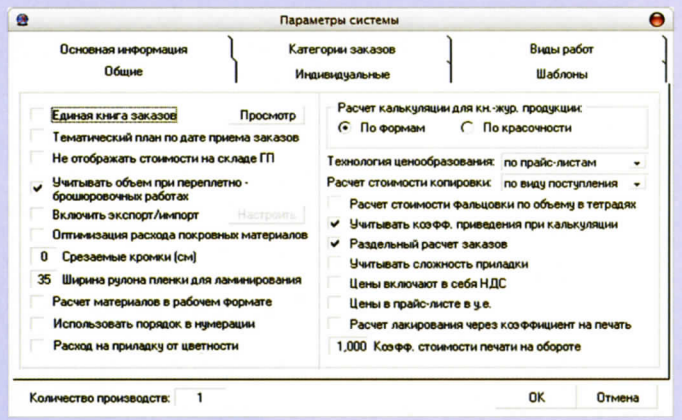 Параметры системы
Основная информация
Категории заказов
Виды работ
Общие
Индивидуальные
Шаблоны
Единая книга заказов
Просмотр
Тематический план по дате приема заказов
Не отображать стоимости на складе ГП
Учитывать объем при переплетно -
брошюровочных работах
Включить экспорт/импорт
Настроить
Оптимизация расхода покровных материалов
0 Срезаемые кромки (см)
35 Ширина рулона пленки для ламинирования
Расчет материалов в рабочем формате
Использовать порядок в нумерации
Расход на приладку от цветности
Расчет калькуляции для кн.-жур. продукции:
По формам
По красочности
Технология ценообразования: по прайс-листам
Расчет стоимости копировки: по виду поступления
Расчет стоимости фальцовки по объему в тетрадях
Учитывать коэфф. приведения при калькуляции
Раздельный расчет заказов
Учитывать сложность приладки
Цены включают в себя НДС
Цены в прайс-листе в у.е.
Расчет лакирования через коэффициент на печать
1,000 Коэфф. стоимости печати на обороте
Количество производств: 1
OK
Отмена